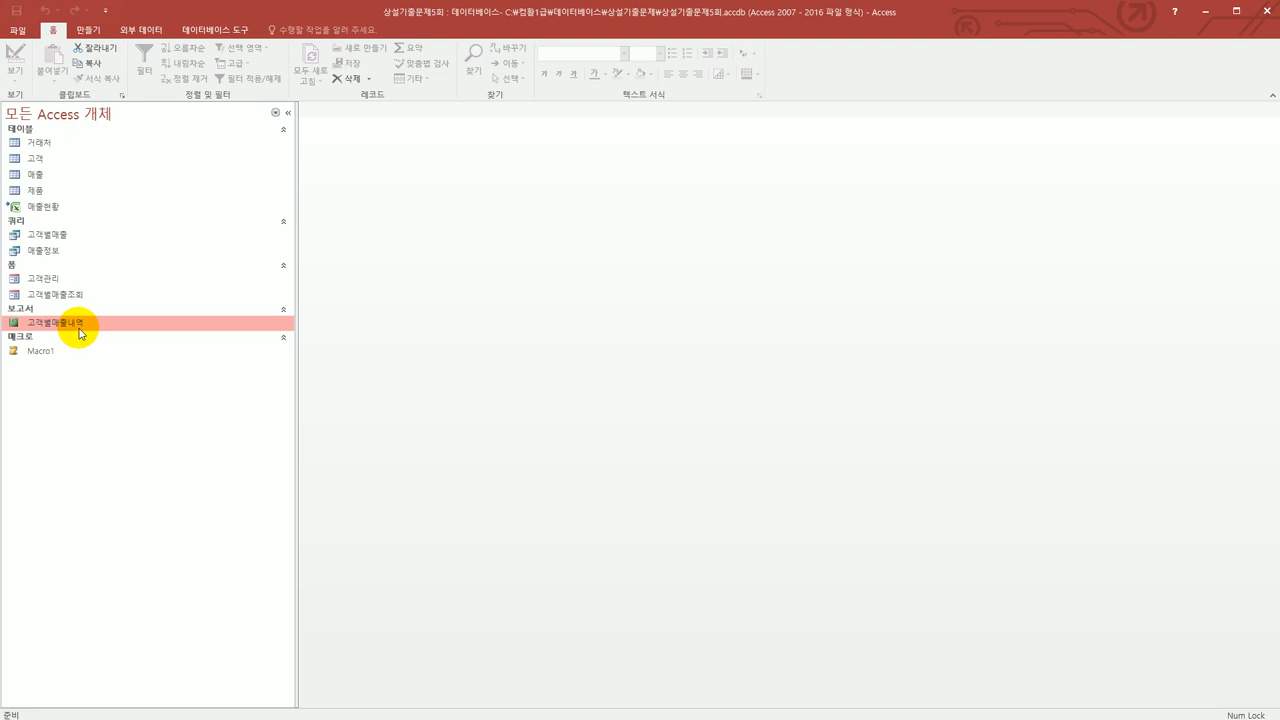 상설기출문제5회 : 데이터베이스- C:₩컴활1급₩데이터베이스₩상설기출문제₩상설기출문제5회.accdb (Access 2007 - 2016 파일 형식) - Access
파일 홈 만들기 외부 데이터 데이터베이스 도구 수행할 작업을 알려 주세요.
보기
붙여넣기
잘라내기
복사
서식 복사
필터
오름차순
내림차순
정렬 제거
선택 영역
고급
필터 적용/해제
모두 새로 고침
새로 만들기
저장
삭제
요약
맞춤법 검사
기타
찾기
바꾸기
이동
선택
가 가 가 가
보기 클립보드 정렬 및 필터 레코드 찾기 텍스트 서식
모든 Access 개체
테이블
거래처
고객
매출
제품
매출현황
쿼리
고객별매출
매출정보
폼
고객관리
고객별매출조회
보고서
고객별매출내역
매크로
Macro1
준비
Num Lock